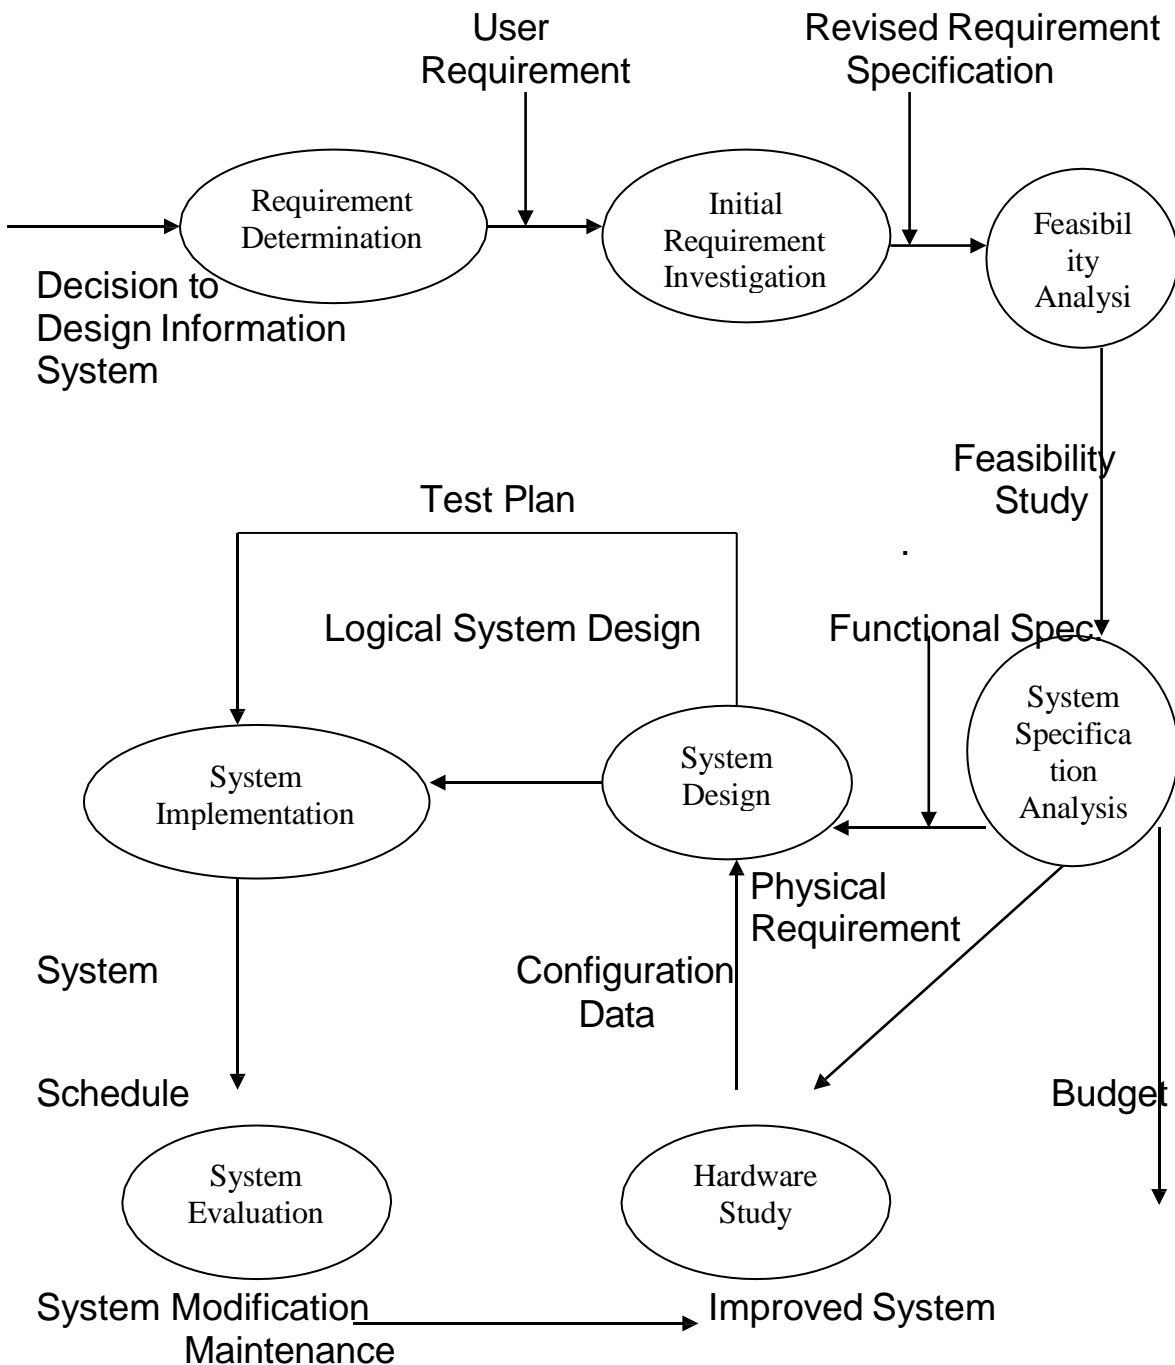 User
Requirement
Revised Requirement
Specification
Requirement
Determination
Initial
Requirement
Investigation
Feasibil
ity
Analysi
Decision to
Design Information
System
Feasibility
Study
Test Plan
.
Logical System Design
Functional Spec.
System
Specifica
tion
Analysis
System
Design
System
Implementation
Physical
Requirement
System
Configuration
Data
Schedule
Budget
System
Evaluation
Hardware
Study
System Modification
Maintenance
Improved System